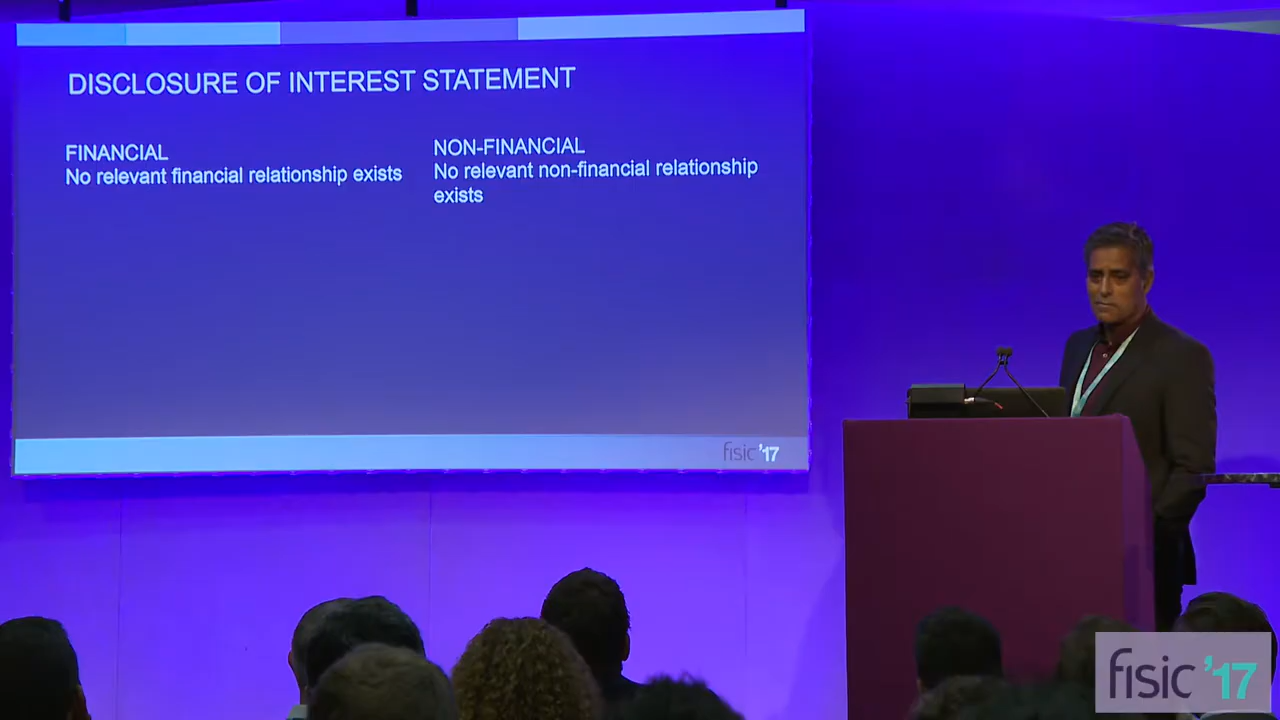 DISCLOSURE OF INTEREST STATEMENT
FINANCIAL
No relevant financial relationship exists
NON-FINANCIAL
No relevant non-financial relationship
exists
fisic '17
fisic '17